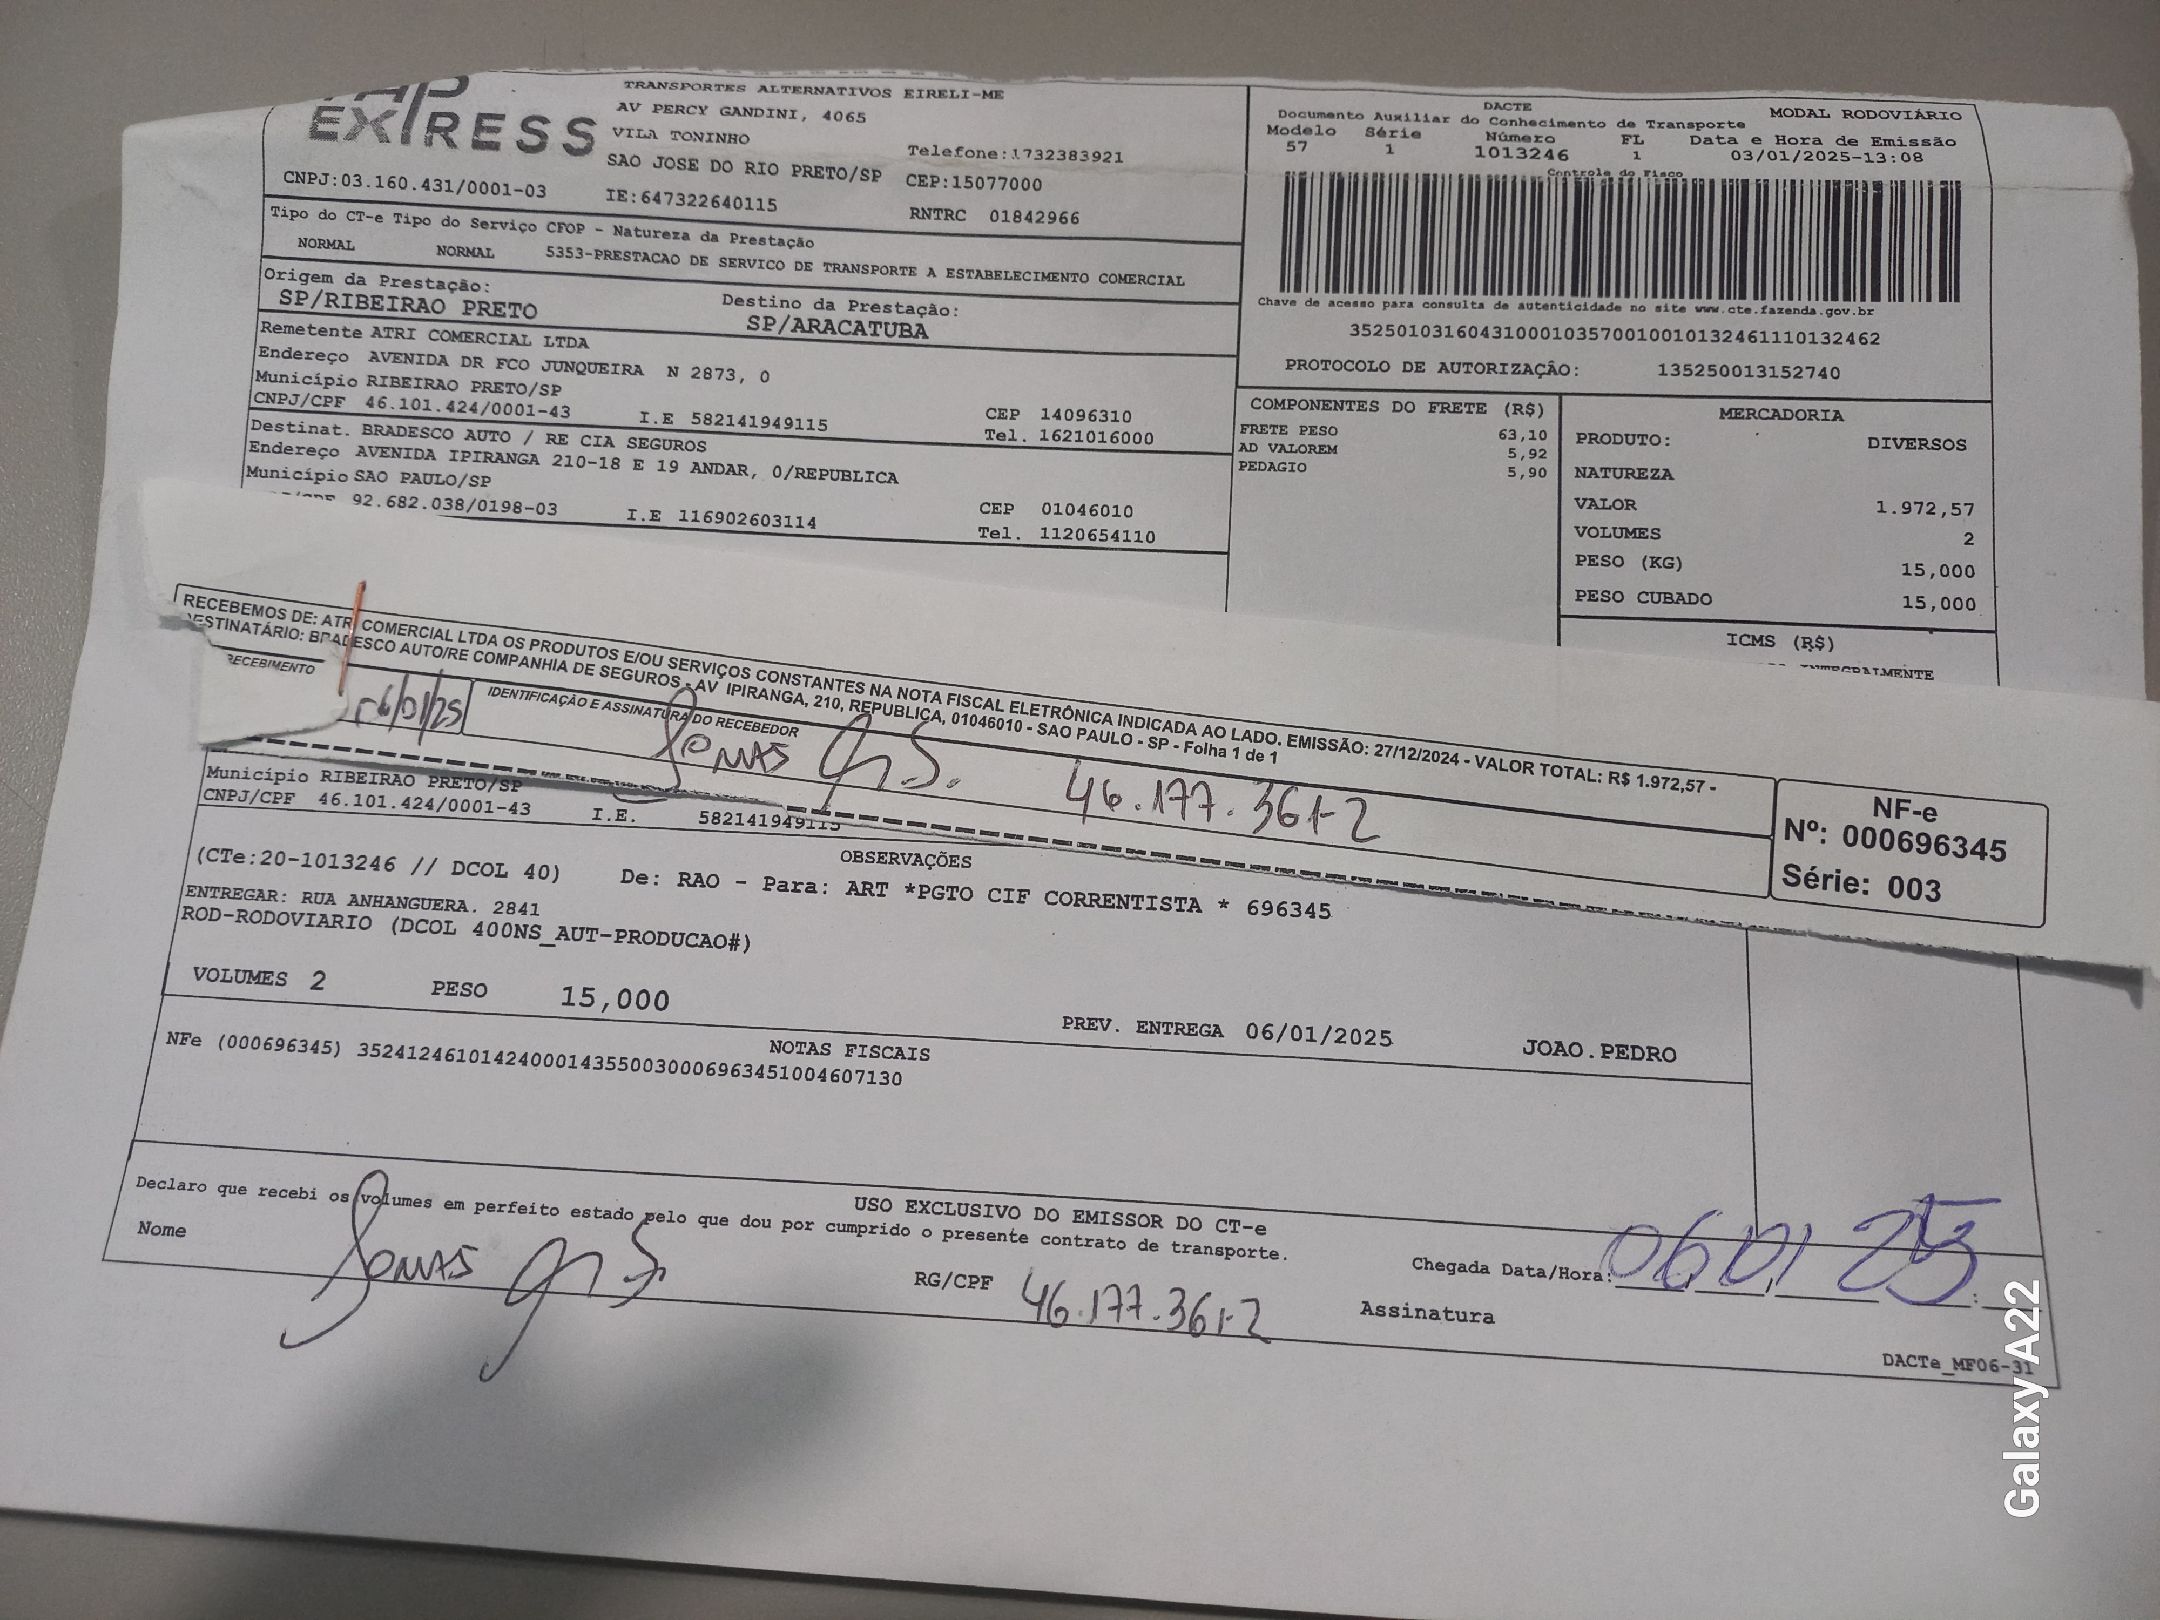 EXPRESS
TRANSPORTES ALTERNATIVOS EIRELI-ME
AV PERCY GANDINI, 4065
VILA TONINHO
Telefone:1732383921
SAO JOSE DO RIO PRETO/SP CEP:15077000
CNPJ:03.160.431/0001-03 IE:647322640115 RNTRC 01842966
Tipo do CT-e Tipo do Serviço CFOP - Natureza da Prestação
NORMAL NORMAL 5353-PRESTACAO DE SERVICO DE TRANSPORTE A ESTABELECIMENTO COMERCIAL
Origem da Prestação: Destino da Prestação:
SP/RIBEIRAO PRETO SP/ARACATUBA
Remetente ATRI COMERCIAL LTDA
Endereço AVENIDA DR FCO JUNQUEIRA N 2873, 0
Município RIBEIRAO PRETO/SP CEP 14096310
CNPJ/CPF 46.101.424/0001-43 I.E 582141949115 Tel. 1621016000
Destinat. BRADESCO AUTO / RE CIA SEGUROS
Endereço AVENIDA IPIRANGA 210-18 E 19 ANDAR, 0/REPUBLICA
Município SAO PAULO/SP CEP 01046010
92.682.038/0198-03 I.E 116902603114 Tel. 1120654110
DACTE MODAL RODOVIÁRIO
Documento Auxiliar do Conhecimento de Transporte
Modelo Série Número FL Data e Hora de Emissão
57 1 1013246 1 03/01/2025-13:08
Controle do Fisco
Chave de acesso para consulta de autenticidade no site www.cte.fazenda.gov.br
35250103160431000103570010010132461110132462
PROTOCOLO DE AUTORIZAÇÃO: 135250013152740
COMPONENTES DO FRETE (R$)
FRETE PESO 63,10
AD VALOREM 5,92
PEDAGIO 5,90
MERCADORIA
PRODUTO: DIVERSOS
NATUREZA
VALOR 1.972,57
VOLUMES 2
PESO (KG) 15,000
PESO CUBADO 15,000
ICMS (R$)
RECEBEMOS DE: ATRI COMERCIAL LTDA OS PRODUTOS E/OU SERVIÇOS CONSTANTES NA NOTA FISCAL ELETRÔNICA INDICADA AO LADO. EMISSÃO: 27/12/2024 - VALOR TOTAL: R$ 1.972,57 -
DESTINATÁRIO: BRADESCO AUTO/RE COMPANHIA DE SEGUROS - AV IPIRANGA, 210, REPUBLICA, 01046010 - SAO PAULO - SP - Folha 1 de 1
RECEBIMENTO IDENTIFICAÇÃO E ASSINATURA DO RECEBEDOR
06/01/25 46.177.361-2
NF-e
Nº: 000696345
Série: 003
Município RIBEIRAO PRETO/SP
CNPJ/CPF 46.101.424/0001-43 I.E. 582141949115
OBSERVAÇÕES
(CTe:20-1013246 // DCOL 40) De: RAO - Para: ART *PGTO CIF CORRENTISTA * 696345
ENTREGAR: RUA ANHANGUERA. 2841
ROD-RODOVIARIO (DCOL 400NS_AUT-PRODUCAO#)
VOLUMES 2 PESO 15,000 PREV. ENTREGA 06/01/2025 JOAO.PEDRO
NOTAS FISCAIS
NFe (000696345) 35241246101424000143550030006963451004607130
USO EXCLUSIVO DO EMISSOR DO CT-e
Declaro que recebi os volumes em perfeito estado pelo que dou por cumprido o presente contrato de transporte.
Nome RG/CPF 46.177.361-2 Chegada Data/Hora: 06 01 25
Assinatura
DACTe_MF06-31
Galaxy A22